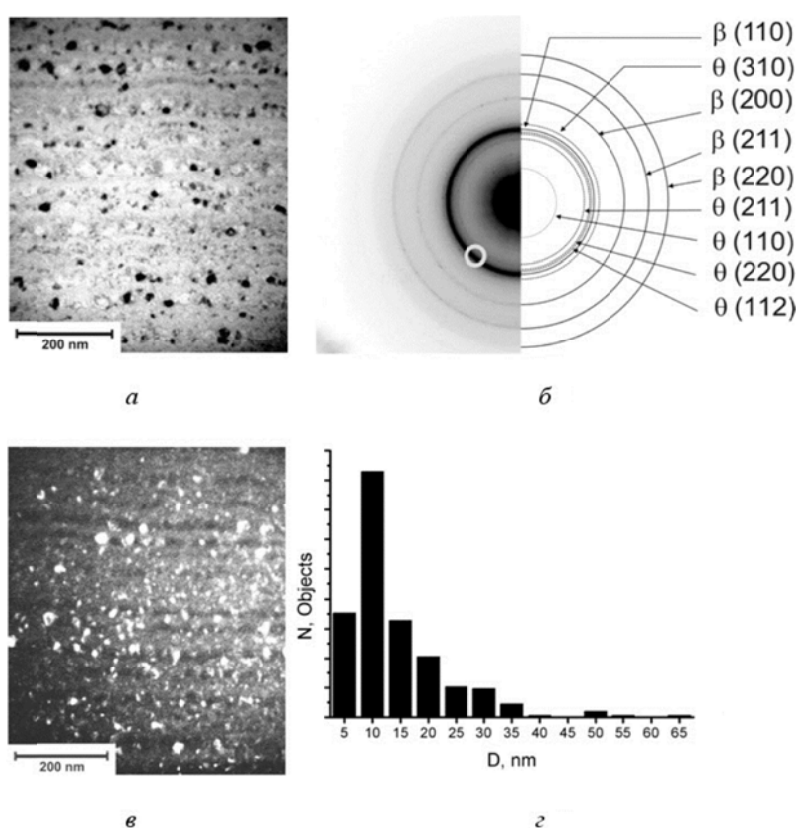 β (110)
θ (310)
β (200)
β (211)
β (220)
θ (211)
θ (110)
θ (220)
θ (112)
200 nm
а
б
N, Objects
5 10 15 20 25 30 35 40 45 50 55 60 65
D, nm
200 nm
в
г